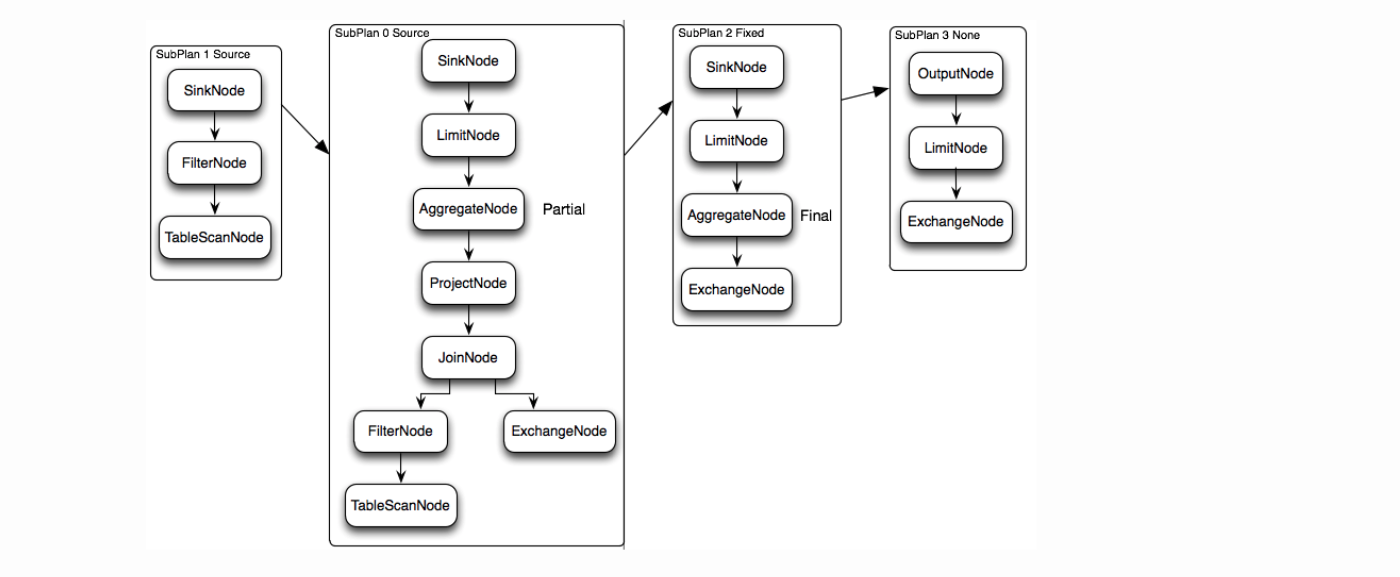 SubPlan 1 Source
SinkNode
FilterNode
TableScanNode
SubPlan 0 Source
SinkNode
LimitNode
AggregateNode Partial
ProjectNode
JoinNode
FilterNode ExchangeNode
TableScanNode
SubPlan 2 Fixed
SinkNode
LimitNode
AggregateNode Final
ExchangeNode
SubPlan 3 None
OutputNode
LimitNode
ExchangeNode